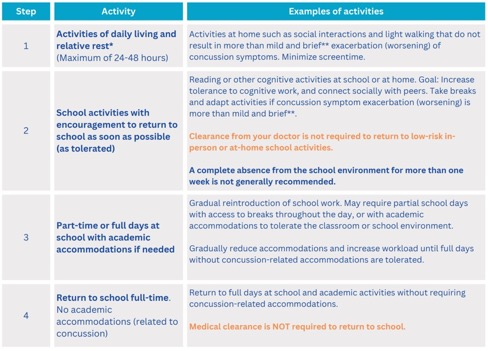 Step
Activity
Examples of activities
1
Activities of daily living and
relative rest*
(Maximum of 24-48 hours)
Activities at home such as social interactions and light walking that do not
result in more than mild and brief** exacerbation (worsening) of
concussion symptoms. Minimize screentime.
2
School activities with
encouragement to return to
school as soon as possible
(as tolerated)
Reading or other cognitive activities at school or at home. Goal: Increase
tolerance to cognitive work, and connect socially with peers. Take breaks
and adapt activities if concussion symptom exacerbation (worsening) is
more than mild and brief**.
Clearance from your doctor is not required to return to low-risk in-
person or at-home school activities.
A complete absence from the school environment for more than one
week is not generally recommended.
3
Part-time or full days at
school with academic
accommodations if needed
Gradual reintroduction of school work. May require partial school days
with access to breaks throughout the day, or with academic
accommodations to tolerate the classroom or school environment.
Gradually reduce accommodations and increase workload until full days
without concussion-related accommodations are tolerated.
4
Return to school full-time.
No academic
accommodations (related to
concussion)
Return to full days at school and academic activities without requiring
concussion-related accommodations.
Medical clearance is NOT required to return to school.